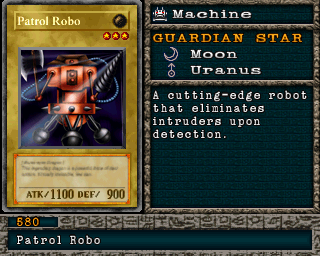 Patrol Robo
ATK/1100 DEF/ 900
Machine
GUARDIAN STAR
Moon
Uranus
A cutting-edge robot
that eliminates
intruders upon
detection.
580
Patrol Robo